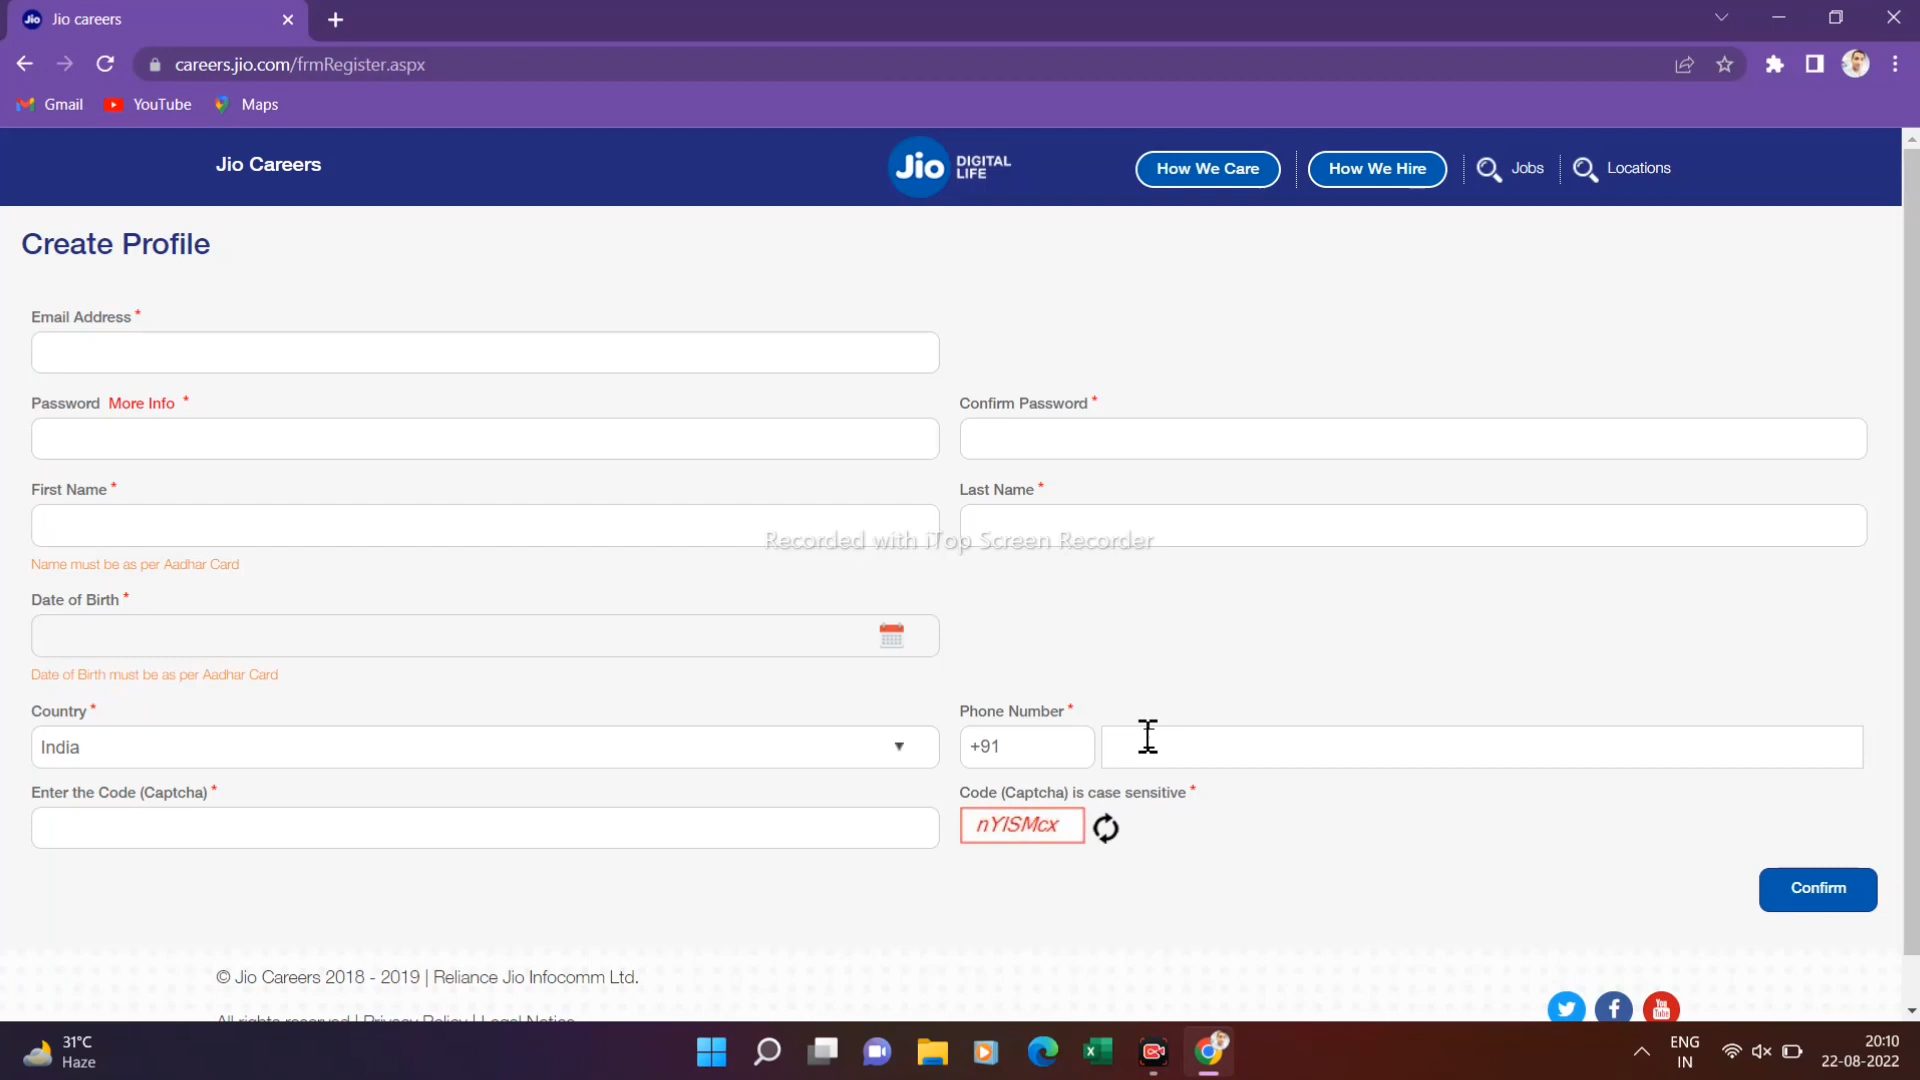 Jio careers
careers.jio.com/frmRegister.aspx
Gmail
YouTube
Maps
Jio Careers
Jio DIGITAL LIFE
How We Care
How We Hire
Jobs
Locations
Create Profile
Email Address *
Password More Info *
Confirm Password *
First Name *
Last Name *
Recorded with iTop Screen Recorder
Name must be as per Aadhar Card
Date of Birth *
Date of Birth must be as per Aadhar Card
Country *
Phone Number *
India
+91
Enter the Code (Captcha) *
Code (Captcha) is case sensitive *
Confirm
© Jio Careers 2018 - 2019 | Reliance Jio Infocomm Ltd.
All rights reserved | Privacy Policy | Legal Notice
31°C
Haze
ENG
IN
20:10
22-08-2022